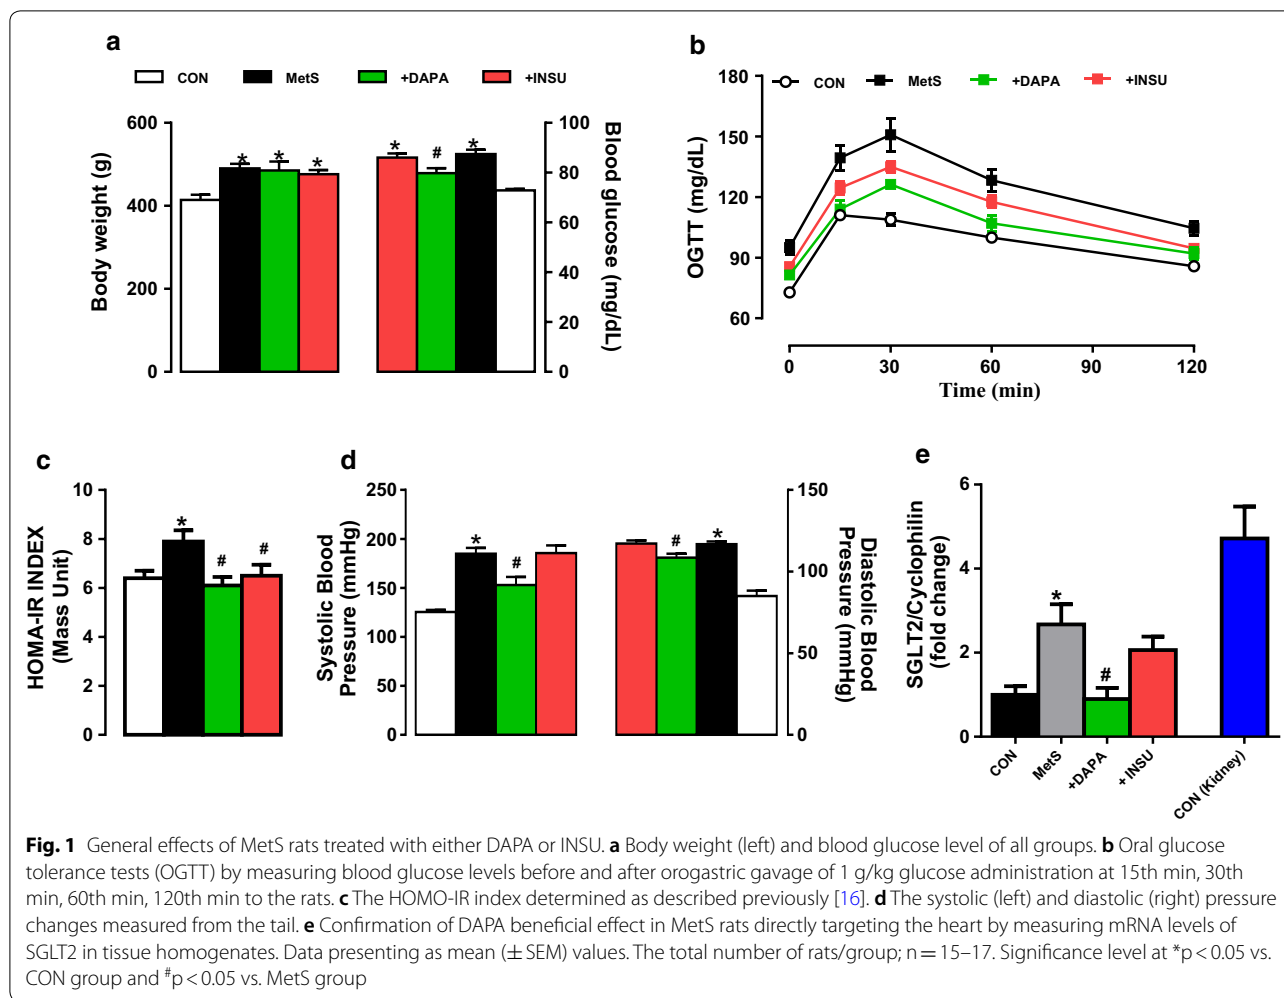 a
CON MetS +DAPA +INSU
Body weight (g)
600
400
200
0
* * *
* # *
100
80
60
40
20
0
Blood glucose (mg/dL)
b
CON MetS +DAPA +INSU
OGTT (mg/dL)
180
150
120
90
60
0 30 60 90 120
Time (min)
c
HOMA-IR INDEX
(Mass Unit)
10
8
6
4
2
0
* # #
d
Systolic Blood
Pressure (mmHg)
250
200
150
100
50
0
* #
# *
150
100
50
0
Diastolic Blood
Pressure (mmHg)
e
SGLT2/Cyclophilin
(fold change)
6
4
2
0
* #
CON MetS +DAPA + INSU CON (Kidney)
Fig. 1 General effects of MetS rats treated with either DAPA or INSU. a Body weight (left) and blood glucose level of all groups. b Oral glucose
tolerance tests (OGTT) by measuring blood glucose levels before and after orogastric gavage of 1 g/kg glucose administration at 15th min, 30th
min, 60th min, 120th min to the rats. c The HOMO-IR index determined as described previously [16]. d The systolic (left) and diastolic (right) pressure
changes measured from the tail. e Confirmation of DAPA beneficial effect in MetS rats directly targeting the heart by measuring mRNA levels of
SGLT2 in tissue homogenates. Data presenting as mean (± SEM) values. The total number of rats/group; n = 15–17. Significance level at *p < 0.05 vs.
CON group and #p < 0.05 vs. MetS group